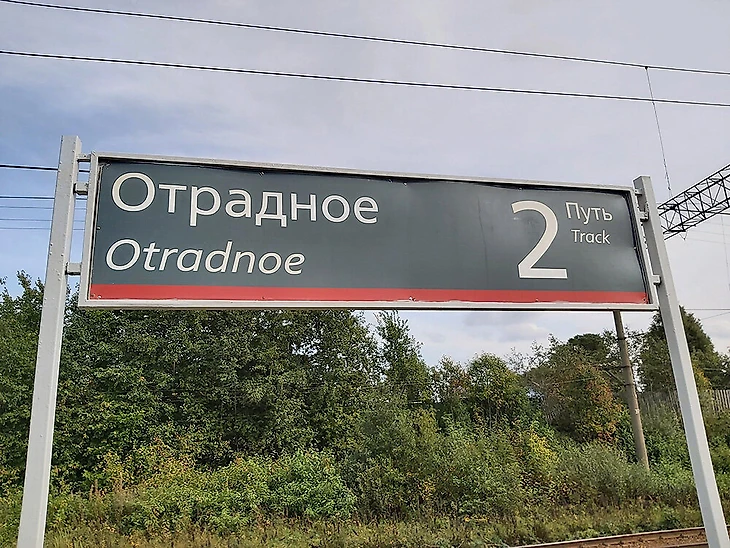 Отрадное
Otradnoe
2 Путь
Track